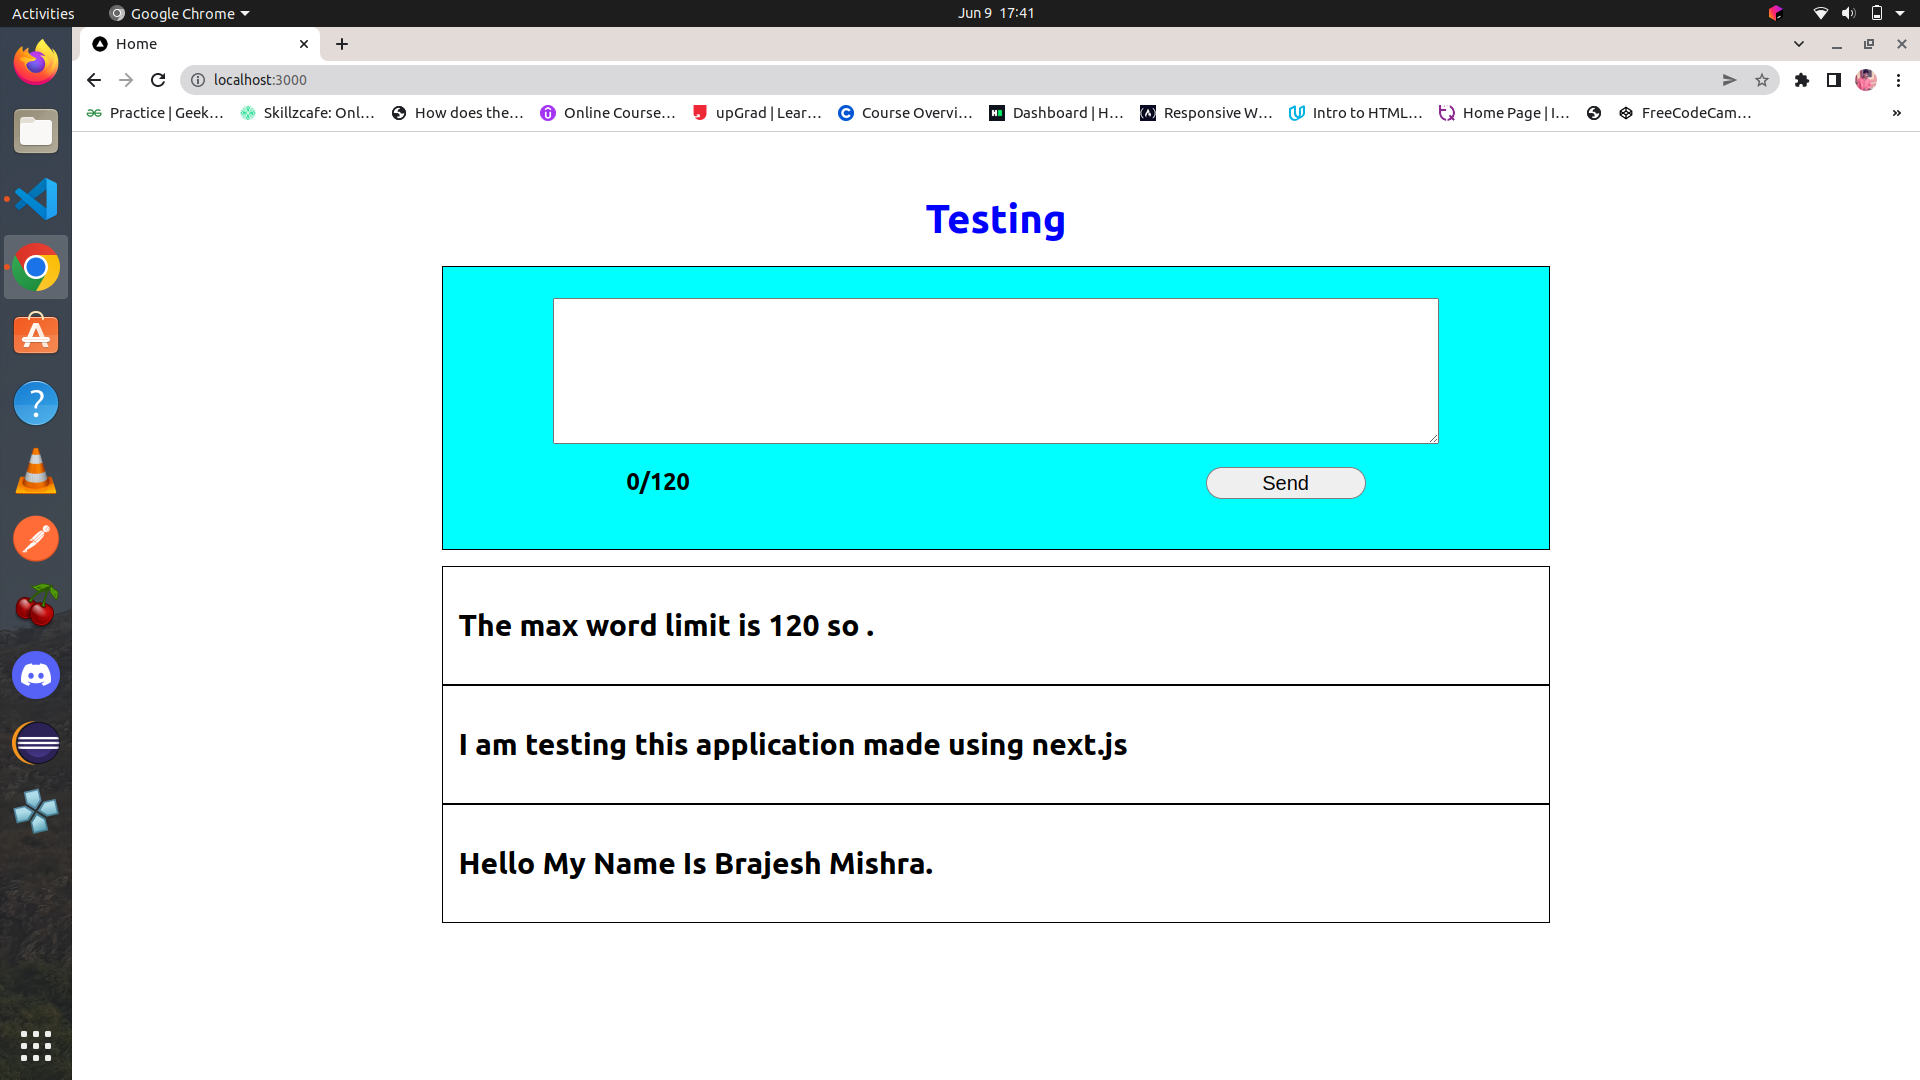 Activities Google Chrome Jun 9 17:41
Home
localhost:3000
Practice | Geek... Skillzcafe: Onl... How does the... Online Course... upGrad | Lear... Course Overvi... Dashboard | H... Responsive W... Intro to HTML... Home Page | I... FreeCodeCam... »
Testing
0/120 Send
The max word limit is 120 so .
I am testing this application made using next.js
Hello My Name Is Brajesh Mishra.